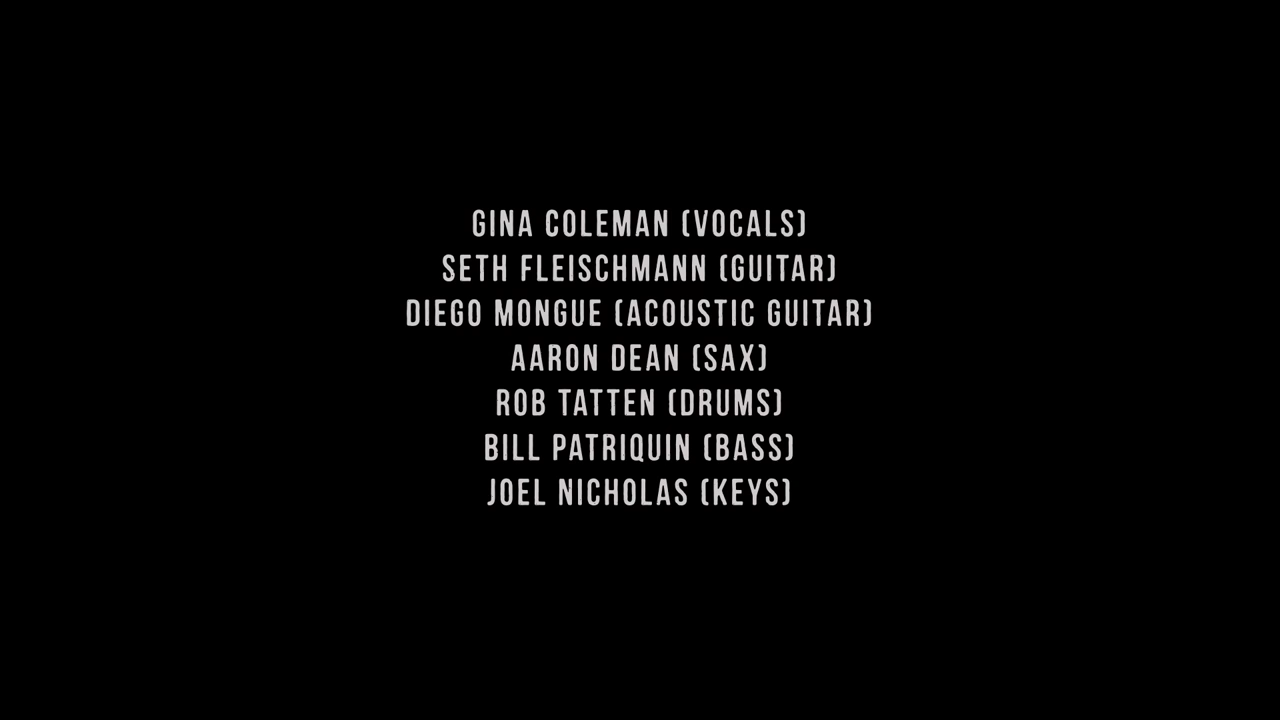 GINA COLEMAN (VOCALS)
SETH FLEISCHMANN (GUITAR)
DIEGO MONGUE (ACOUSTIC GUITAR)
AARON DEAN (SAX)
ROB TATTEN (DRUMS)
BILL PATRIQUIN (BASS)
JOEL NICHOLAS (KEYS)